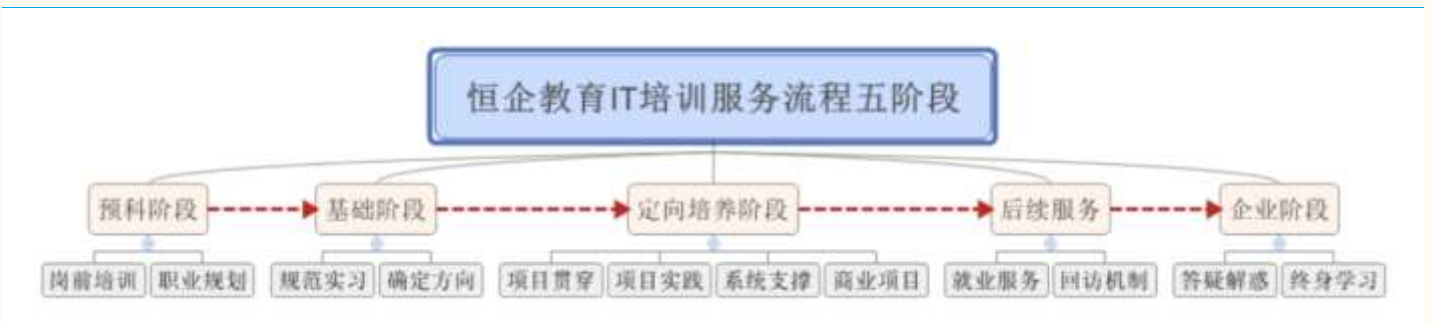 恒企教育IT培训服务流程五阶段
预科阶段 基础阶段 定向培养阶段 后续服务 企业阶段
岗前培训 职业规划 规范实习 确定方向 项目贯穿 项目实践 系统支撑 商业项目 就业服务 回访机制 答疑解惑 终身学习